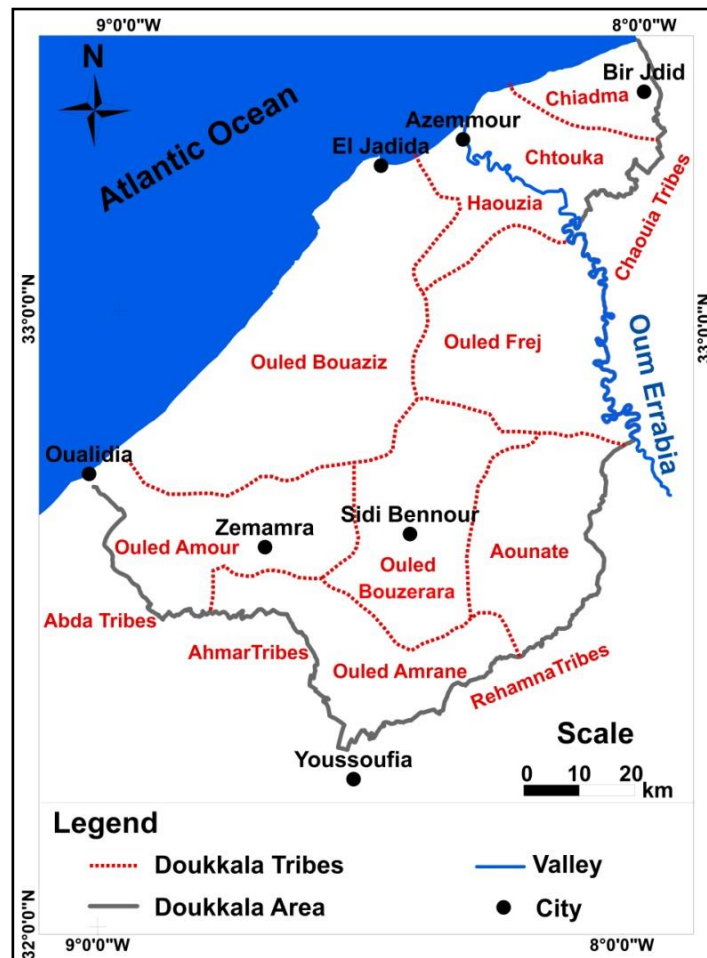 9°0'0"W
8°0'0"W
N
Bir Jdid
Chiadma
Atlantic Ocean
Azemmour
El Jadida
Chtouka
Haouzia
Chaouia Tribes
33°0'0"N
33°0'0"N
Oum Errabia
Ouled Frej
Ouled Bouaziz
Oualidia
Sidi Bennour
Zemamra
Ouled Amour
Ouled
Bouzerara
Aounate
Abda Tribes
AhmarTribes
Ouled Amrane
RehamnaTribes
Youssoufia
Scale
0 10 20
km
Legend
Doukkala Tribes
Valley
Doukkala Area
City
32°0'0"N
9°0'0"W
8°0'0"W